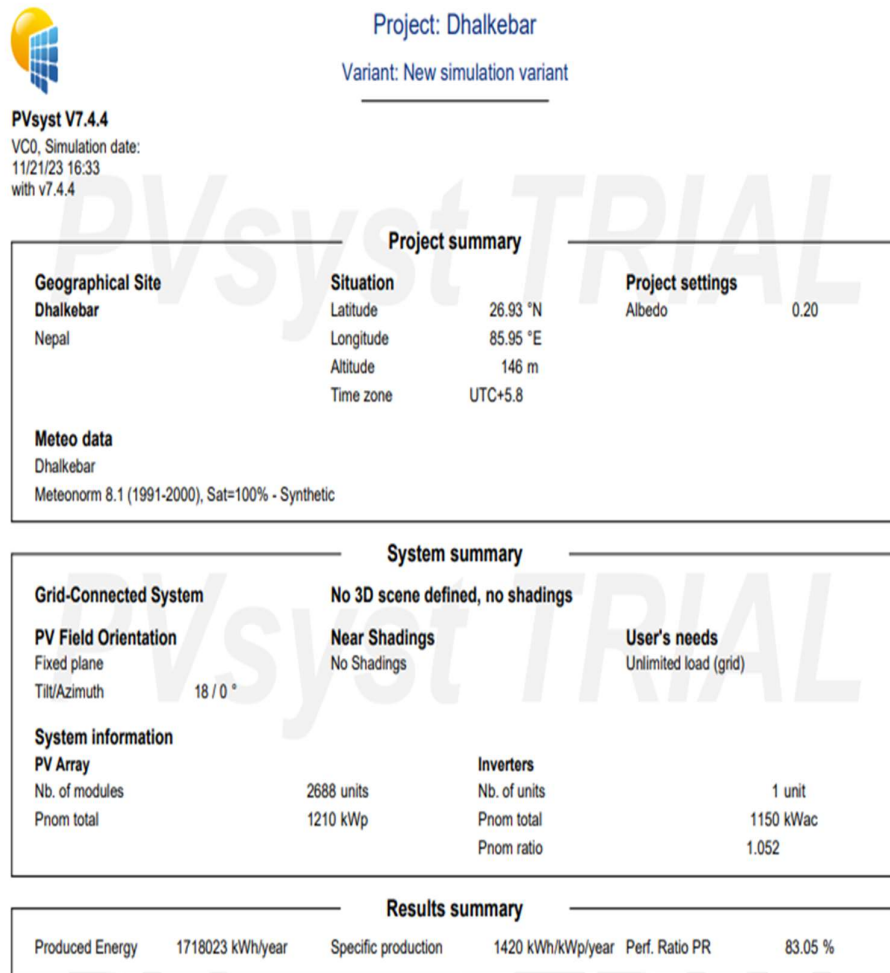 Project: Dhalkebar
Variant: New simulation variant
PVsyst V7.4.4
VC0, Simulation date:
11/21/23 16:33
with v7.4.4
PVsyst TRIAL
Project summary
Geographical Site Situation Project settings
Dhalkebar Latitude 26.93 °N Albedo 0.20
Nepal Longitude 85.95 °E
Altitude 146 m
Time zone UTC+5.8
Meteo data
Dhalkebar
Meteonorm 8.1 (1991-2000), Sat=100% - Synthetic
System summary
PVsyst TRIAL
Grid-Connected System No 3D scene defined, no shadings
PV Field Orientation Near Shadings User's needs
Fixed plane No Shadings Unlimited load (grid)
Tilt/Azimuth 18 / 0 °
System information
PV Array Inverters
Nb. of modules 2688 units Nb. of units 1 unit
Pnom total 1210 kWp Pnom total 1150 kWac
Pnom ratio 1.052
Results summary
Produced Energy 1718023 kWh/year Specific production 1420 kWh/kWp/year Perf. Ratio PR 83.05 %